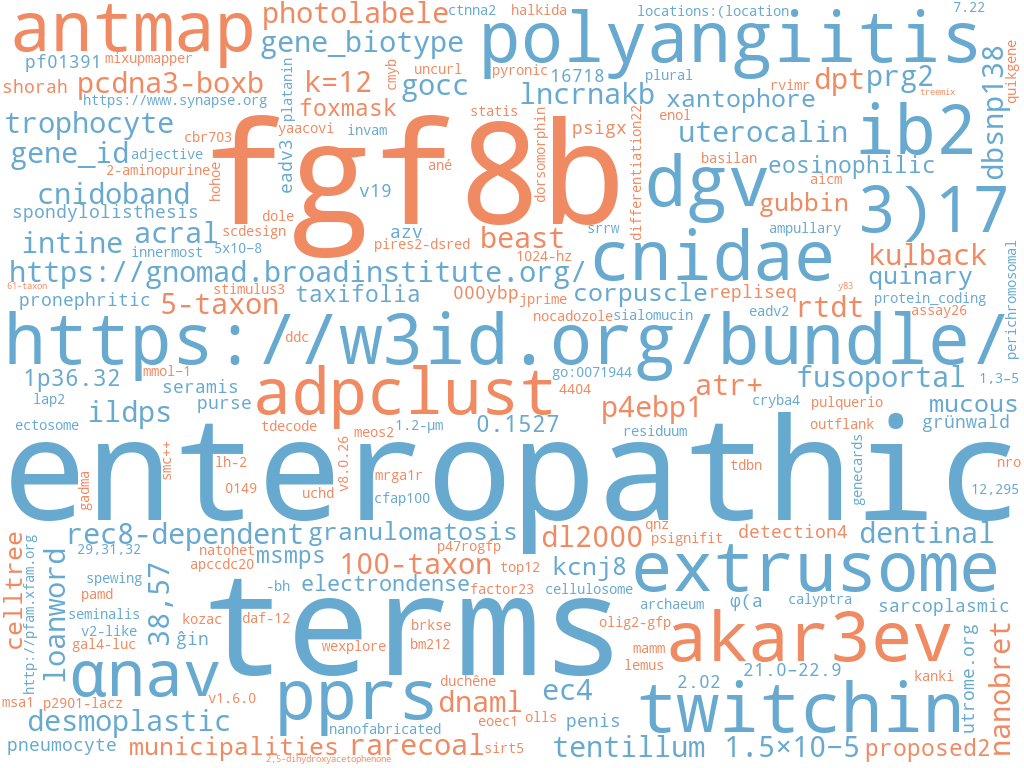 antmap
photolabele
ctnna2
halkida
locations:(location
7.22
polyangiitis
gene_biotype
pf01391
mixupmapper
shorah
pcdna3-boxb
k=12
cmyb
uncurl
gocc
pyronic
16718
plural
rvimr
dpt
prg2
treemix
dbsnp138
quikgene
https://www.synapse.org
platanin
foxmask
statis
lncrnakb
xantophore
trophocyte
cbr703
yaacovi
invam
fgf8b
dorsomorphin
psigx
enol
uterocalin
ib2
gene_id
adjective
2-aminopurine
eadv3
hohoe
ané
differentiation22
basilan
eosinophilic
cnidoband
v19
dgv
aicm
gubbin
3)17
spondylolisthesis
dole
scdesign
azv
srrw
ampullary
intine
acral
innermost
5x10−8
pires2-dsred
beast
1024-hz
cnidae
kulback
https://gnomad.broadinstitute.org/
quinary
perichromosomal
61-taxon
stimulus3
pronephritic
5-taxon
taxifolia
000ybp
jprime
corpuscle
repliseq
y83
protein_coding
rtdt
assay26
nocadozole
sialomucin
eadv2
https://w3id.org/bundle/
ddc
1p36.32
mmol−1
seramis
lap2
purse
adpclust
go:0071944
4404
atr+
cryba4
fusoportal
1,3−5
pulquerio
mucous
ildps
ectosome
tdecode
meos2
1.2-μm
0.1527
p4ebp1
residuum
outflank
grünwald
enteropathic
smc++
lh-2
v8.0.26
mrga1r
gadma
0149
uchd
cfap100
tdbn
genecards
nro
12,295
rec8-dependent
granulomatosis
dl2000
qnz
psignifit
detection4
dentinal
celltree
http://pfam.xfam.org
loanword
29,31,32
natohet
apccdc20
msmps
p47rogfp
100-taxon
top12
kcnj8
extrusome
spewing
pamd
38,57
-bh
electrondense
factor23
cellulosome
archaeum
φ(a
calyptra
sarcoplasmic
seminalis
v2-like
gal4-luc
kozac
ĝin
daf-12
terms
brkse
wexplore
bm212
olig2-gfp
mamm
lemus
akar3ev
utrome.org
nanobret
αnav
duchêne
ec4
2.02
21.0−22.9
kanki
msa1
p2901-lacz
v1.6.0
pprs
dnaml
twitchin
desmoplastic
nanofabricated
eoec1
olls
penis
pneumocyte
municipalities
rarecoal
sirt5
2,5-dihydroxyacetophenone
tentillum
1.5×10−5
proposed2